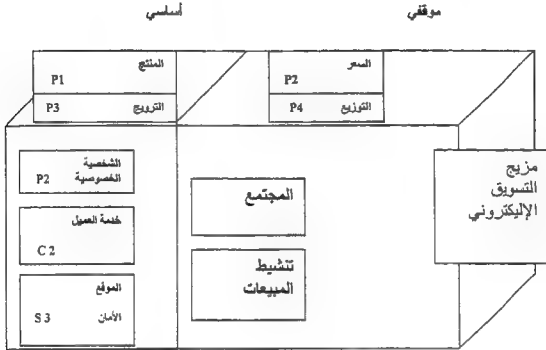 موقفي
أساسي
السعر
P2
المنتج
P1
التوزيع
P4
الترويج
P3
الشخصية
الخصوصية
P2
المجتمع
مزيج
التسويق
الإليكتروني
خدمة العميل
C 2
تنشيط
المبيعات
الموقع
الأمان
S 3